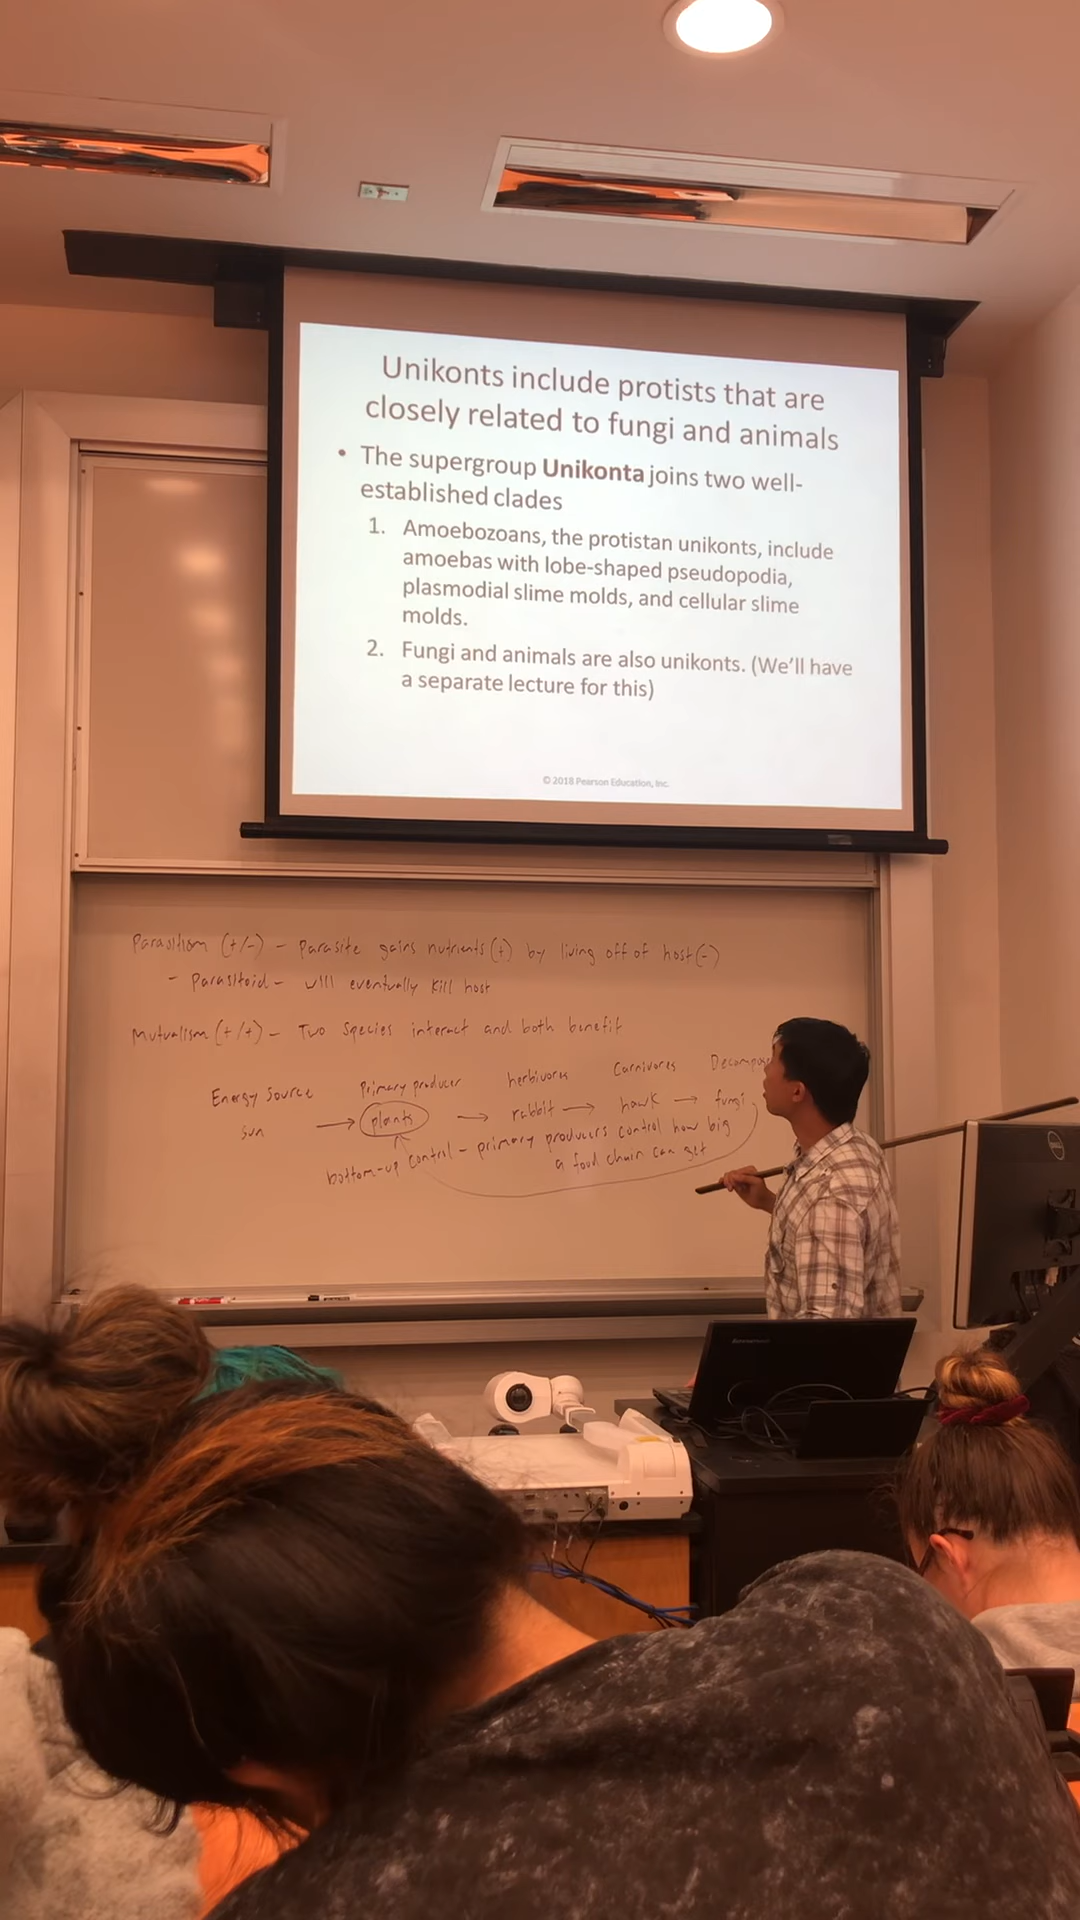 Unikonts include protists that are
closely related to fungi and animals
• The supergroup Unikonta joins two well-
established clades
1. Amoebozoans, the protistan unikonts, include
amoebas with lobe-shaped pseudopodia,
plasmodial slime molds, and cellular slime
molds.
2. Fungi and animals are also unikonts. (We'll have
a separate lecture for this)
© 2018 Pearson Education, Inc.
Parasitism (+/-) - Parasite gains nutrients (+) by living off of host (-)
- Parasitoid - will eventually kill host
Mutualism (+/+) - Two species interact and both benefit
Energy Source Primary producer herbivores Carnivores Decompose
sun → plants → rabbit → hawk → fungi
bottom-up control - primary producers control how big
a food chain can get
Lenovo
DELL